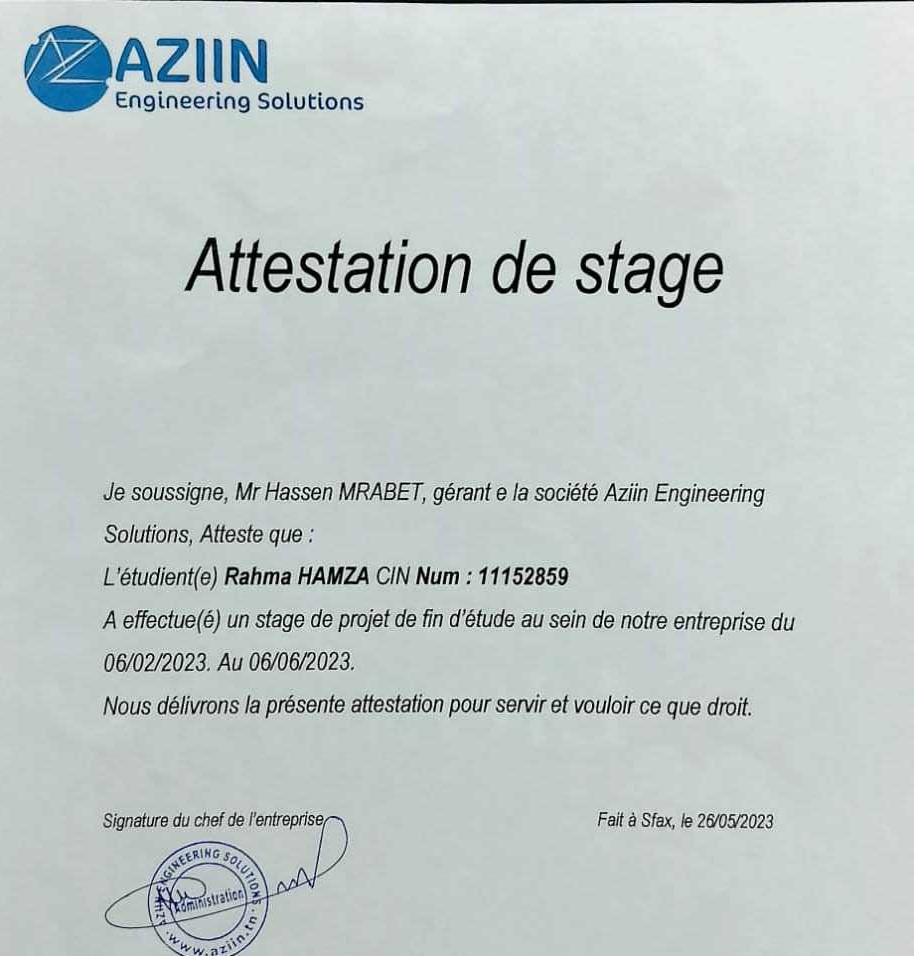 AZIIN
Engineering Solutions
Attestation de stage
Je soussigne, Mr Hassen MRABET, gérant e la société Aziin Engineering
Solutions, Atteste que :
L'étudient(e) Rahma HAMZA CIN Num : 11152859
A effectue(é) un stage de projet de fin d'étude au sein de notre entreprise du
06/02/2023. Au 06/06/2023.
Nous délivrons la présente attestation pour servir et vouloir ce que droit.
Signature du chef de l'entreprise
Fait à Sfax, le 26/05/2023
AZIIN ENGINEERING SOLUTIONS
Administration
www.aziin.tn